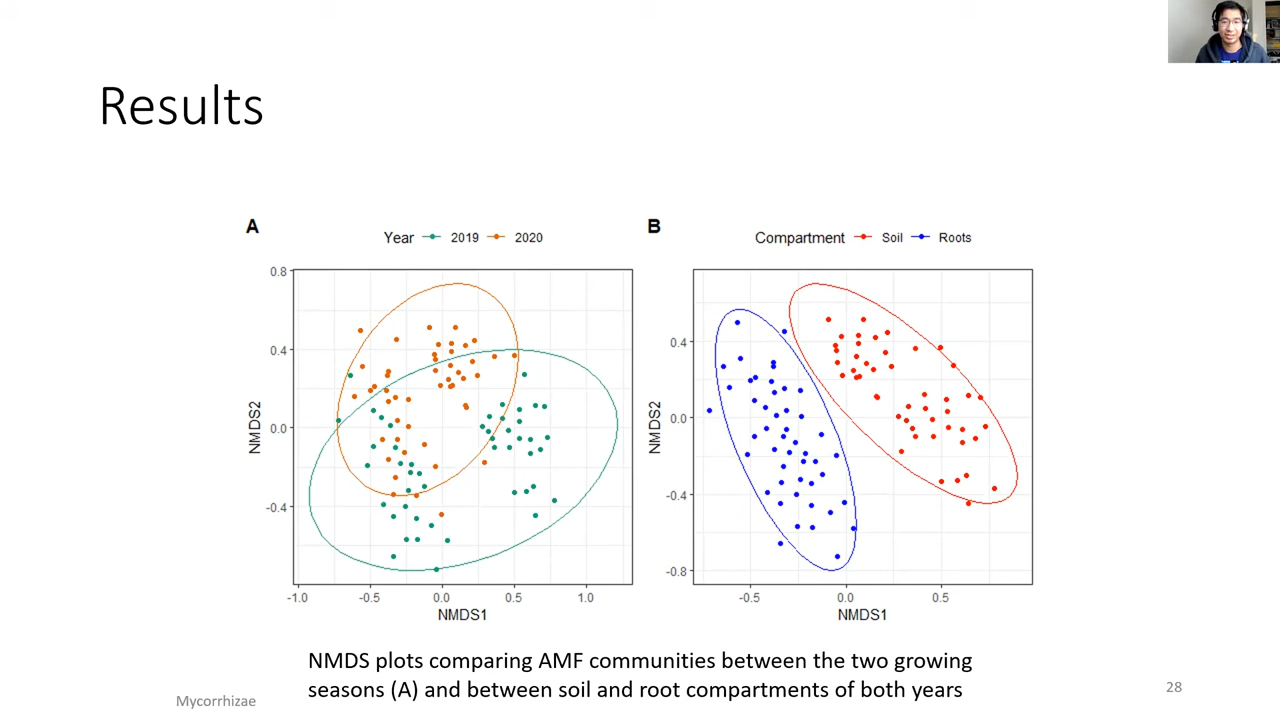 Results
A
Year 2019 2020
0.8
0.4
0.0
-0.4
-1.0 -0.5 0.0 0.5 1.0
NMDS1
NMDS2
B
Compartment Soil Roots
0.4
0.0
-0.4
-0.8
-0.5 0.0 0.5
NMDS1
NMDS2
NMDS plots comparing AMF communities between the two growing
seasons (A) and between soil and root compartments of both years
Mycorrhizae
28